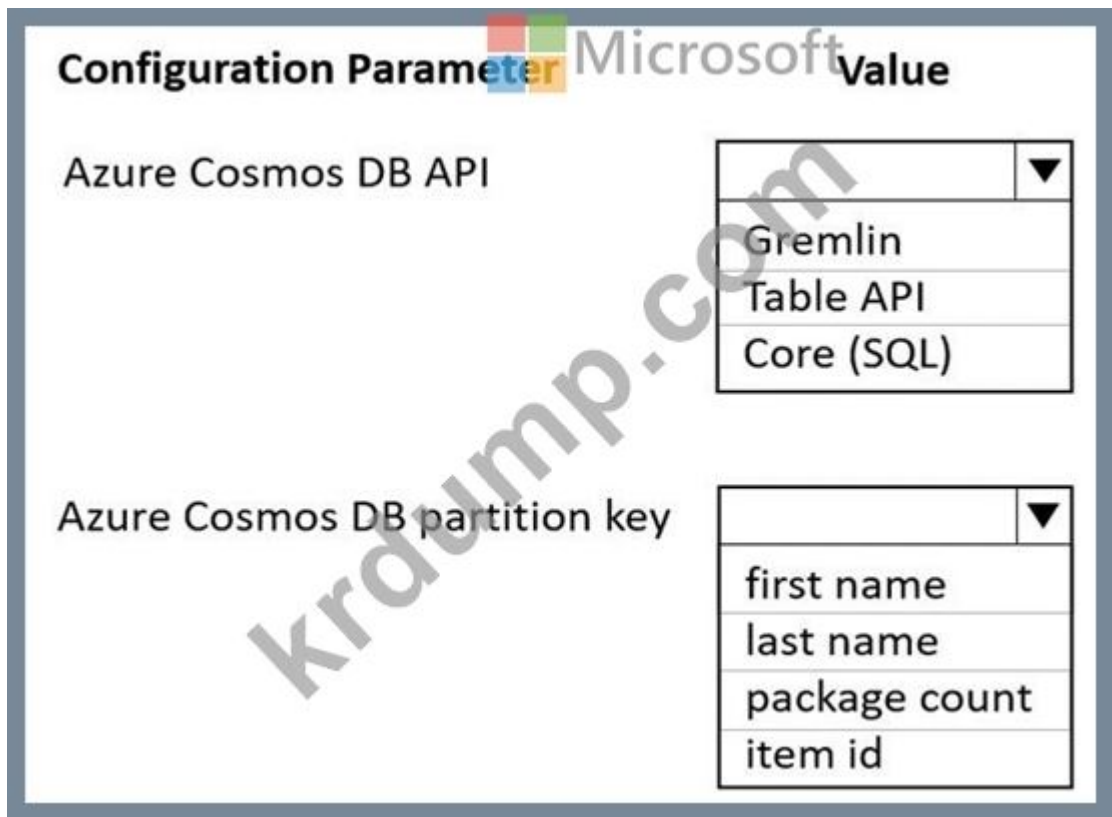 Configuration Parameter Microsoft Value
Azure Cosmos DB API
Gremlin
Table API
Core (SQL)
Azure Cosmos DB partition key
first name
last name
package count
item id
krdump.com